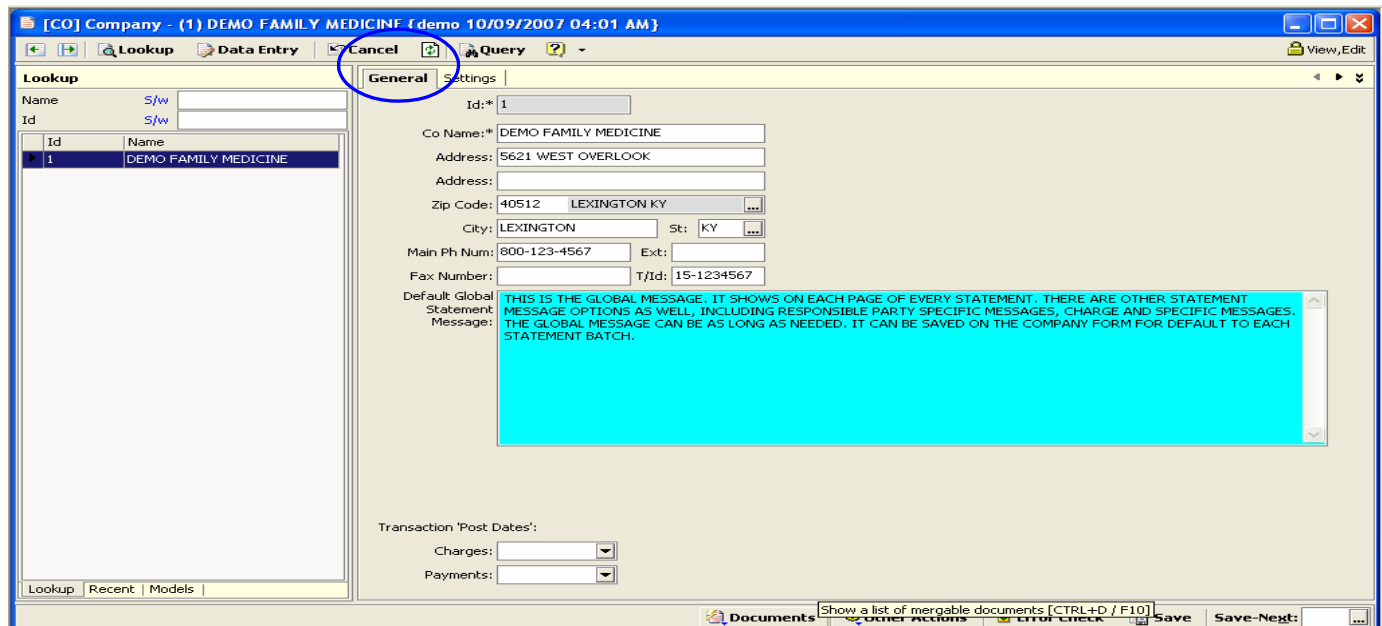 [CO] Company - (1) DEMO FAMILY MEDICINE {demo 10/09/2007 04:01 AM}
Lookup Data Entry Cancel Query View,Edit
Lookup
Name S/w
Id S/w
Id Name
1 DEMO FAMILY MEDICINE
Lookup Recent Models
General Settings
Id:* 1
Co Name:* DEMO FAMILY MEDICINE
Address: 5621 WEST OVERLOOK
Address:
Zip Code: 40512 LEXINGTON KY ...
City: LEXINGTON St: KY ...
Main Ph Num: 800-123-4567 Ext:
Fax Number: T/Id: 15-1234567
Default Global Statement Message:
THIS IS THE GLOBAL MESSAGE. IT SHOWS ON EACH PAGE OF EVERY STATEMENT. THERE ARE OTHER STATEMENT
MESSAGE OPTIONS AS WELL, INCLUDING RESPONSIBLE PARTY SPECIFIC MESSAGES, CHARGE AND SPECIFIC MESSAGES.
THE GLOBAL MESSAGE CAN BE AS LONG AS NEEDED. IT CAN BE SAVED ON THE COMPANY FORM FOR DEFAULT TO EACH
STATEMENT BATCH.
Transaction 'Post Dates':
Charges:
Payments:
Show a list of mergable documents [CTRL+D / F10]
Documents Other Actions Error Check Save Save-Next: ...